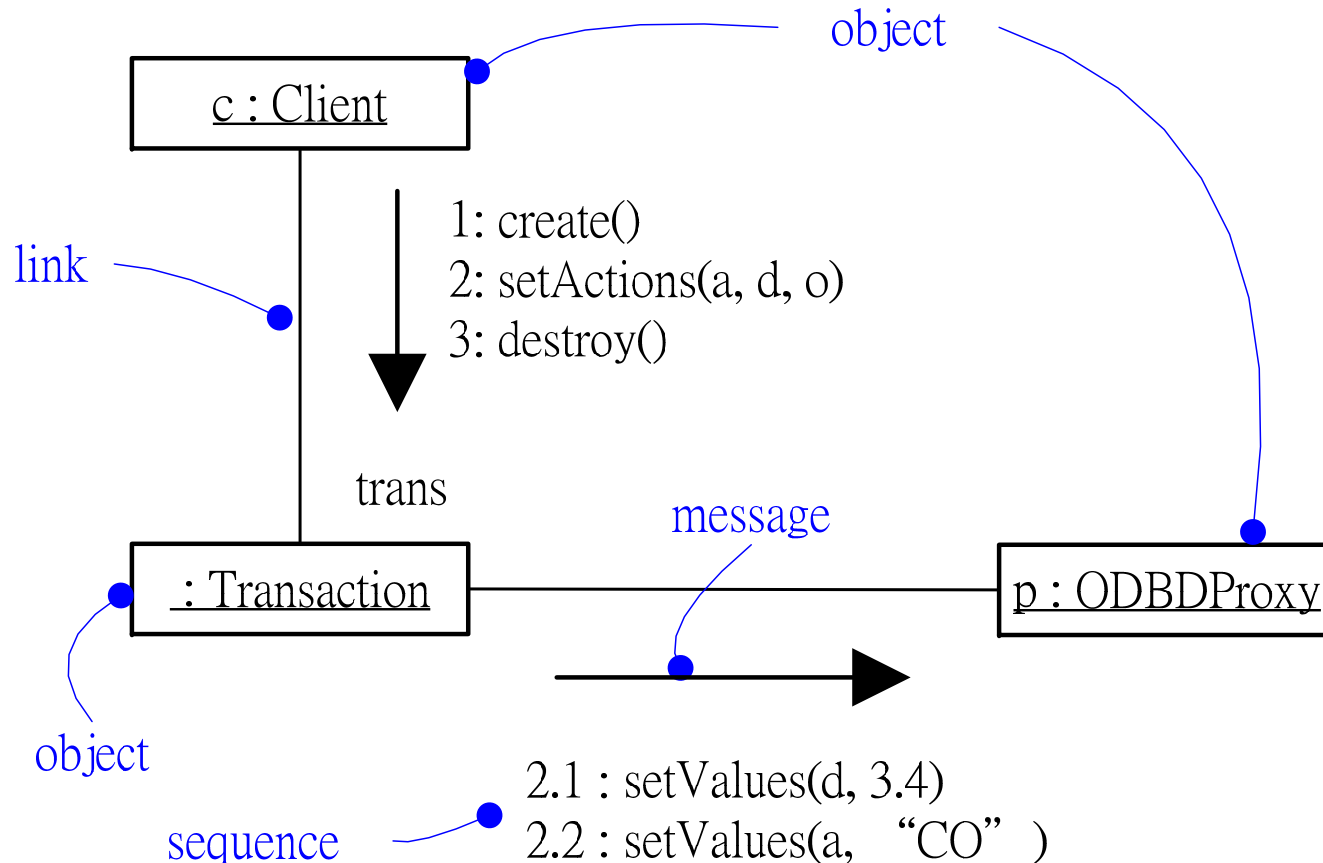 object
c : Client
1: create()
2: setActions(a, d, o)
3: destroy()
link
trans
message
: Transaction
p : ODBDProxy
object
2.1 : setValues(d, 3.4)
2.2 : setValues(a, “CO” )
sequence